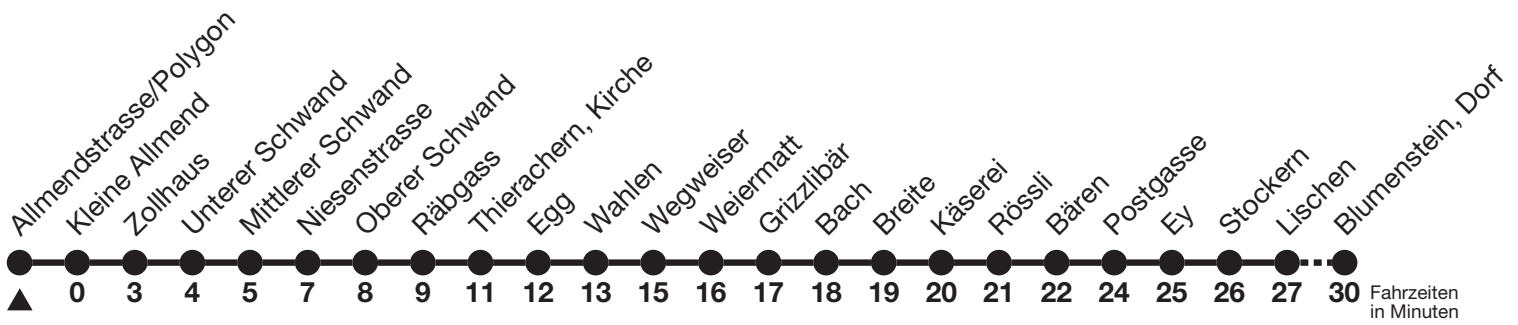 Allmendstrasse/Polygon
Kleine Allmend
Zollhaus
Unterer Schwand
Mittlerer Schwand
Niesenstrasse
Oberer Schwand
Räbgass
Thierachern, Kirche
Egg
Wahlen
Wegweiser
Weiermatt
Grizzlibär
Bach
Breite
Käserei
Rössli
Bären
Postgasse
Ey
Stockern
Lischen
Blumenstein, Dorf
0 3 4 5 7 8 9 11 12 13 15 16 17 18 19 20 21 22 24 25 26 27 30 Fahrzeiten
in Minuten